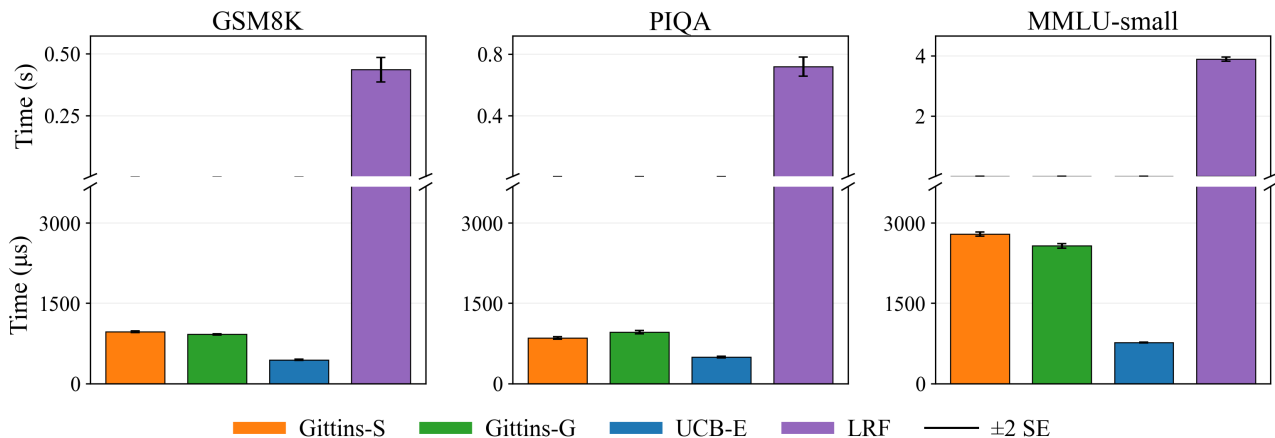 GSM8K
PIQA
MMLU-small
Time (s)
0.50
0.25
0.8
0.4
4
2
Time (μs)
3000
1500
0
3000
1500
0
3000
1500
0
Gittins-S
Gittins-G
UCB-E
LRF
±2 SE